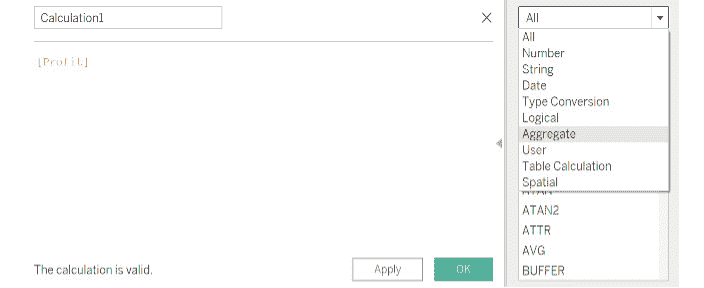 Calculation1
All
All
Number
[Profit]
String
Date
Type Conversion
Logical
Aggregate
User
Table Calculation
Spatial
ATAN2
ATTR
AVG
The calculation is valid.
Apply
OK
BUFFER